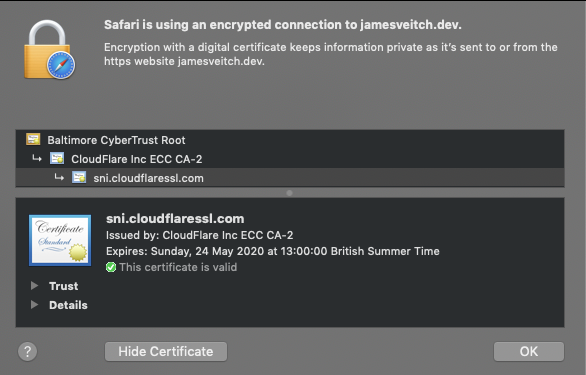 Safari is using an encrypted connection to jamesveitch.dev.
Encryption with a digital certificate keeps information private as it's sent to or from the
https website jamesveitch.dev.
Baltimore CyberTrust Root
CloudFlare Inc ECC CA-2
sni.cloudflaressl.com
Certificate
Standard
sni.cloudflaressl.com
Issued by: CloudFlare Inc ECC CA-2
Expires: Sunday, 24 May 2020 at 13:00:00 British Summer Time
This certificate is valid
Trust
Details
?
Hide Certificate
OK